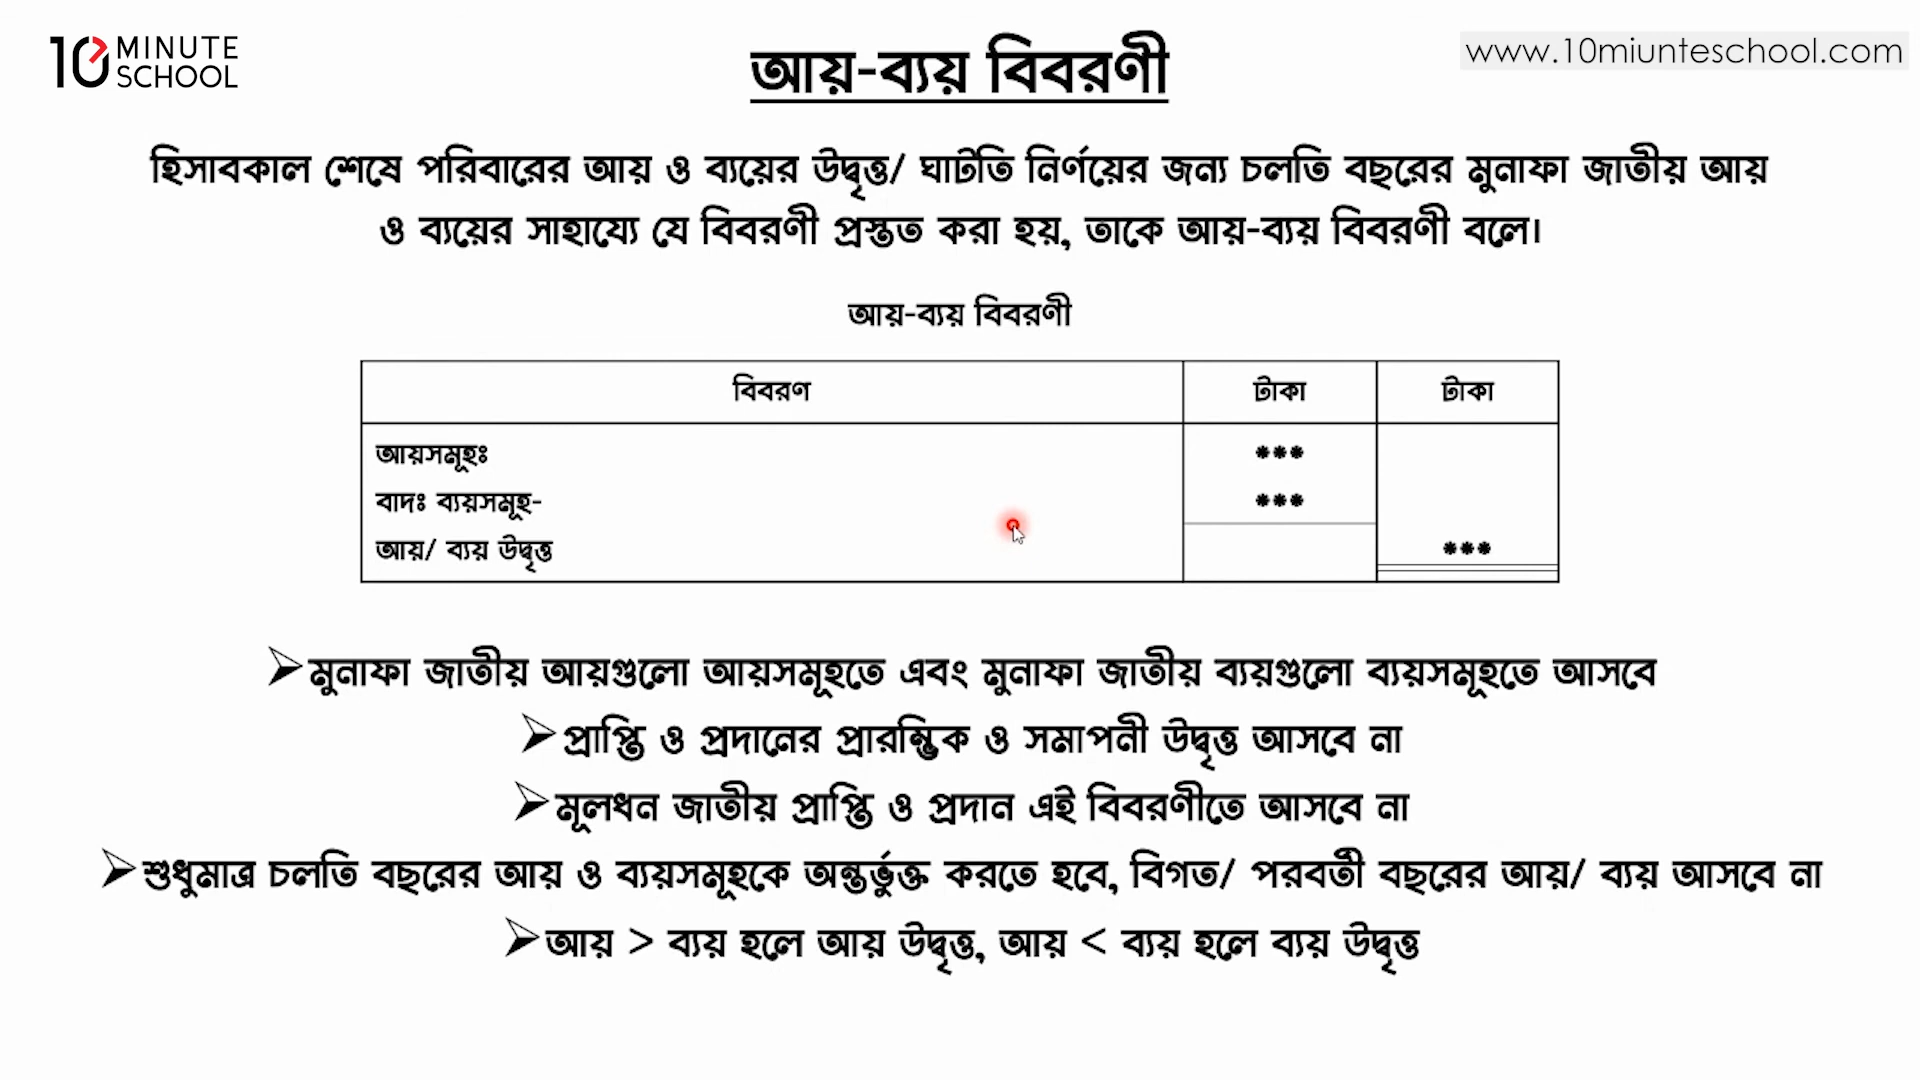 10 MINUTE SCHOOL
আয়-ব্যয় বিবরণী
www.10miunteschool.com
হিসাবকাল শেষে পরিবারের আয় ও ব্যয়ের উদ্বৃত্ত/ ঘাটতি নির্ণয়ের জন্য চলতি বছরের মুনাফা জাতীয় আয়
ও ব্যয়ের সাহায্যে যে বিবরণী প্রস্তত করা হয়, তাকে আয়-ব্যয় বিবরণী বলে।
আয়-ব্যয় বিবরণী
বিবরণ টাকা টাকা
আয়সমূহঃ ***
বাদঃ ব্যয়সমূহ- ***
আয়/ ব্যয় উদ্বৃত্ত ***
➢মুনাফা জাতীয় আয়গুলো আয়সমূহতে এবং মুনাফা জাতীয় ব্যয়গুলো ব্যয়সমূহতে আসবে
➢প্রাপ্তি ও প্রদানের প্রারম্ভিক ও সমাপনী উদ্বৃত্ত আসবে না
➢মূলধন জাতীয় প্রাপ্তি ও প্রদান এই বিবরণীতে আসবে না
➢শুধুমাত্র চলতি বছরের আয় ও ব্যয়সমূহকে অন্তর্ভুক্ত করতে হবে, বিগত/ পরবর্তী বছরের আয়/ ব্যয় আসবে না
➢আয় > ব্যয় হলে আয় উদ্বৃত্ত, আয় < ব্যয় হলে ব্যয় উদ্বৃত্ত